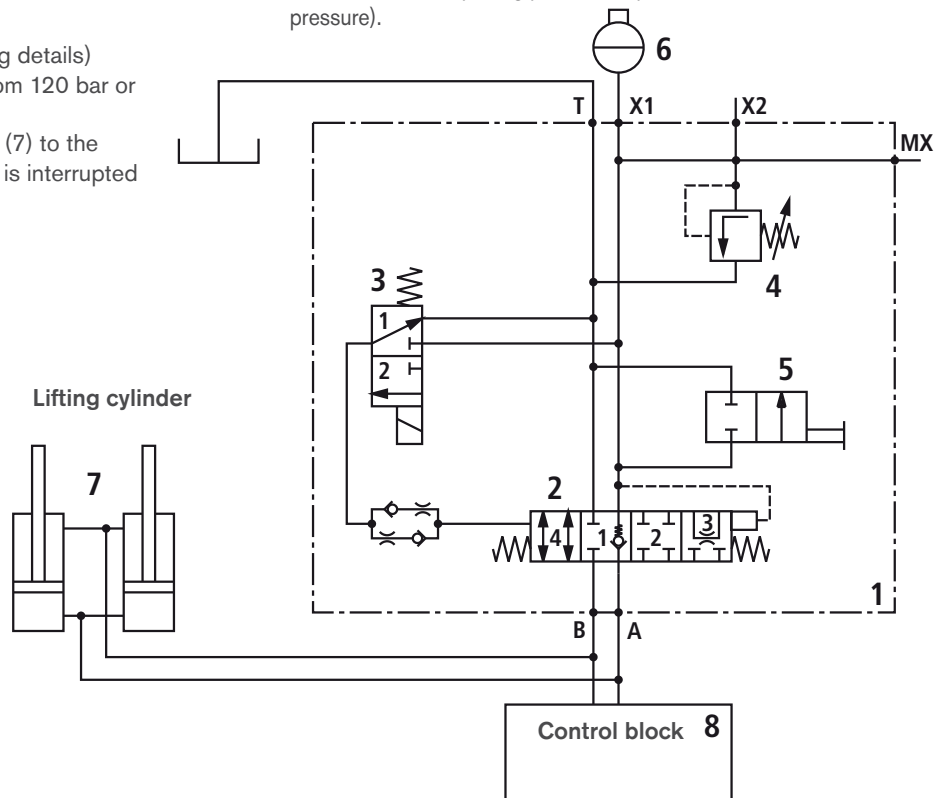 pressure).
g details)
om 120 bar or
(7) to the
is interrupted
6
T
X1
X2
MX
3
1
2
4
5
Lifting cylinder
7
2
4
1
2
3
1
B
A
Control block 8